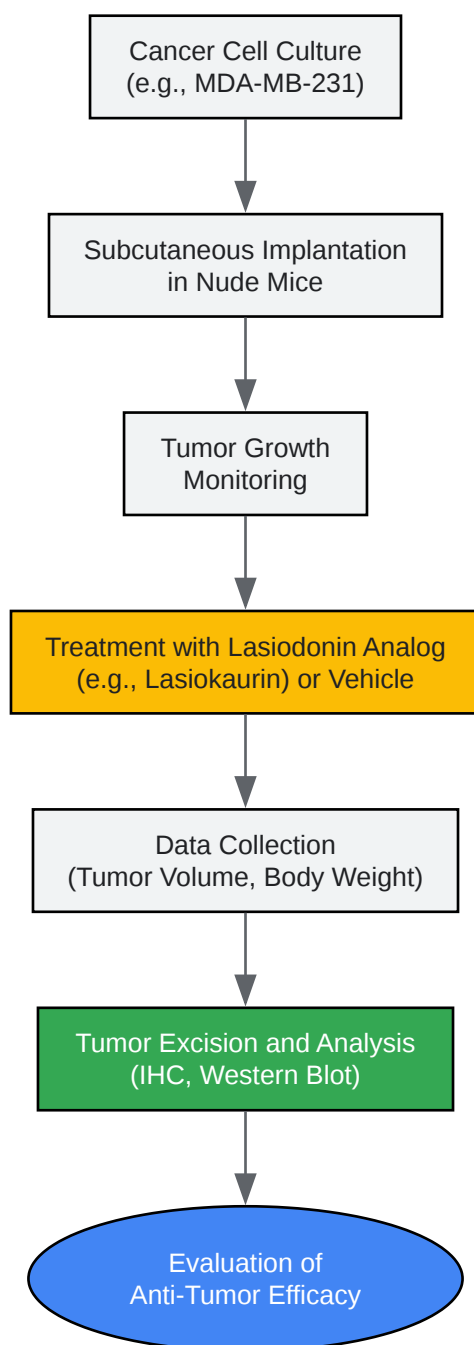 Cancer Cell Culture
(e.g., MDA-MB-231)
Subcutaneous Implantation
in Nude Mice
Tumor Growth
Monitoring
Treatment with Lasiodonin Analog
(e.g., Lasiokaurin) or Vehicle
Data Collection
(Tumor Volume, Body Weight)
Tumor Excision and Analysis
(IHC, Western Blot)
Evaluation of
Anti-Tumor Efficacy